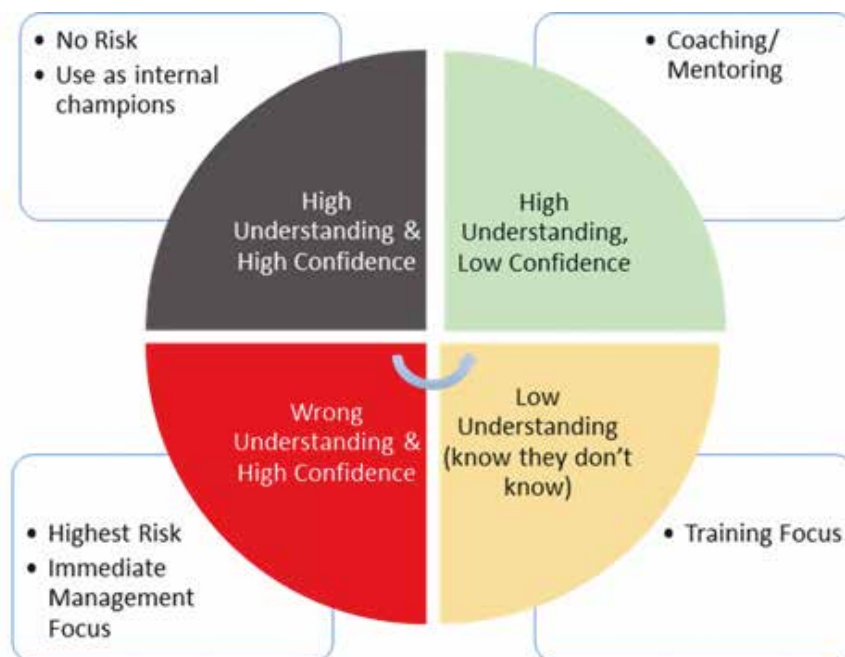 • No Risk
• Use as internal
champions
• Coaching/
Mentoring
High
Understanding &
High Confidence
High
Understanding,
Low Confidence
Wrong
Understanding &
High Confidence
Low
Understanding
(know they don't
know)
• Highest Risk
• Immediate
Management
Focus
• Training Focus